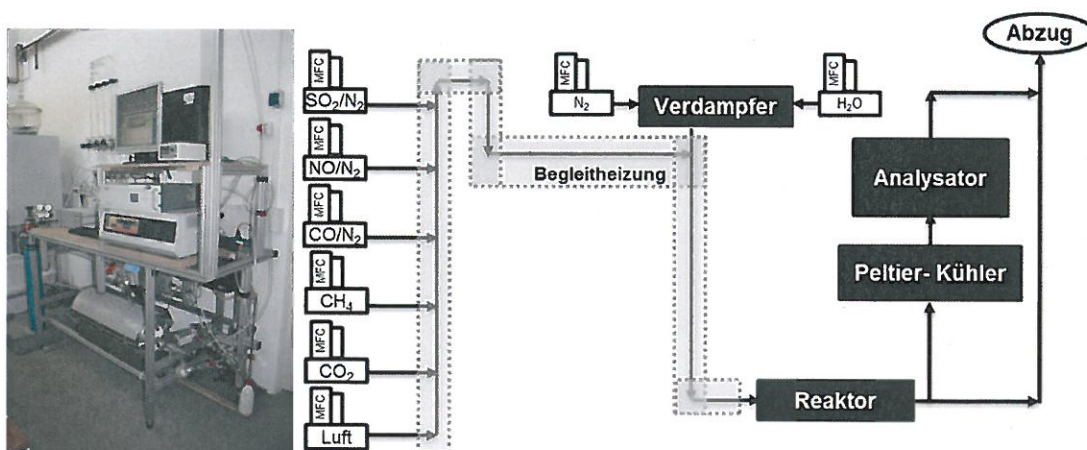 MFC
SO₂/N₂
MFC
NO/N₂
MFC
CO/N₂
MFC
CH₄
MFC
CO₂
MFC
Luft
MFC
N₂
Verdampfer
MFC
H₂O
Begleitheizung
Reaktor
Peltier- Kühler
Analysator
Abzug